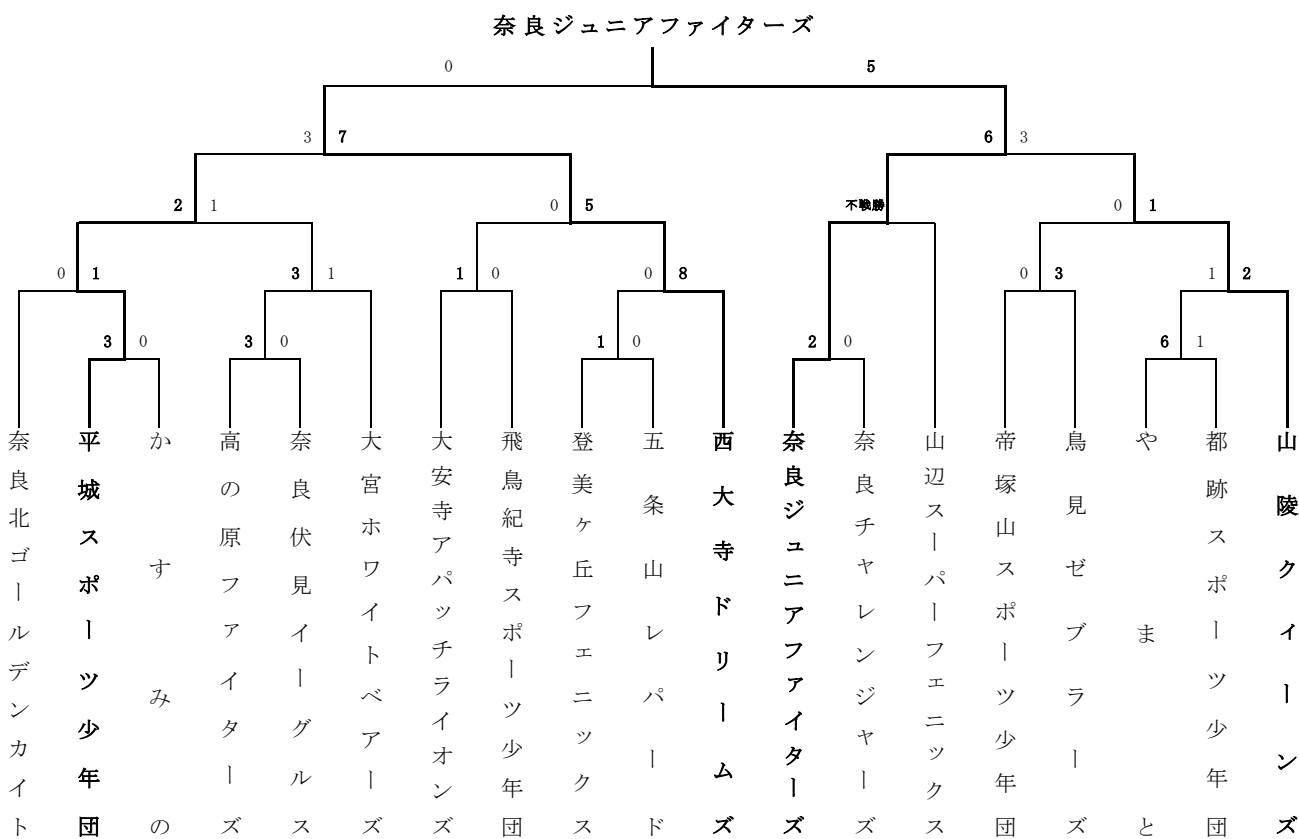 奈良ジュニアファイターズ
0 5
3 7 6 3
2 1 0 5 不戦勝 0 1
0 1 3 1 1 0 0 8 0 3 1 2
3 0 3 0 1 0 2 0 6 1
奈良北ゴールデンカイト
平城スポーツ少年団
かすみの
高の原ファイターズ
奈良伏見イーグルス
大宮ホワイトベアーズ
大安寺アパッチライオンズ
飛鳥紀寺スポーツ少年団
登美ヶ丘フェニックス
五条山レパード
西大寺ドリームズ
奈良ジュニアファイターズ
奈良チャレンジャーズ
山辺スーパーフェニックス
帝塚山スポーツ少年団
鳥見ゼブラーズ
やまと
都跡スポーツ少年団
山陵クイーンズ